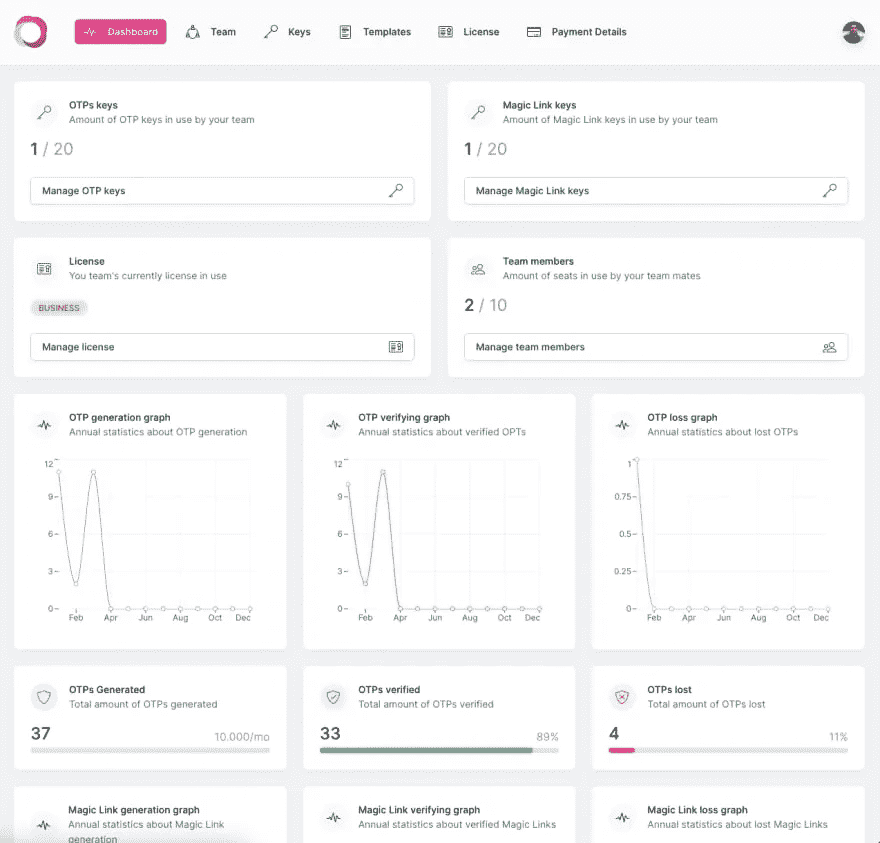 Dashboard Team Keys Templates License Payment Details
OTPs keys
Amount of OTP keys in use by your team
1 / 20
Manage OTP keys
Magic Link keys
Amount of Magic Link keys in use by your team
1 / 20
Manage Magic Link keys
License
You team's currently license in use
BUSINESS
Manage license
Team members
Amount of seats in use by your team mates
2 / 10
Manage team members
OTP generation graph
Annual statistics about OTP generation
12
9
6
3
0
Feb Apr Jun Aug Oct Dec
OTP verifying graph
Annual statistics about verified OPTs
12
9
6
3
0
Feb Apr Jun Aug Oct Dec
OTP loss graph
Annual statistics about lost OTPs
1
0.75
0.5
0.25
0
Feb Apr Jun Aug Oct Dec
OTPs Generated
Total amount of OTPs generated
37 10.000/mo
OTPs verified
Total amount of OTPs verified
33 89%
OTPs lost
Total amount of OTPs lost
4 11%
Magic Link generation graph
Annual statistics about Magic Link
generation
Magic Link verifying graph
Annual statistics about verified Magic Links
Magic Link loss graph
Annual statistics about lost Magic Links